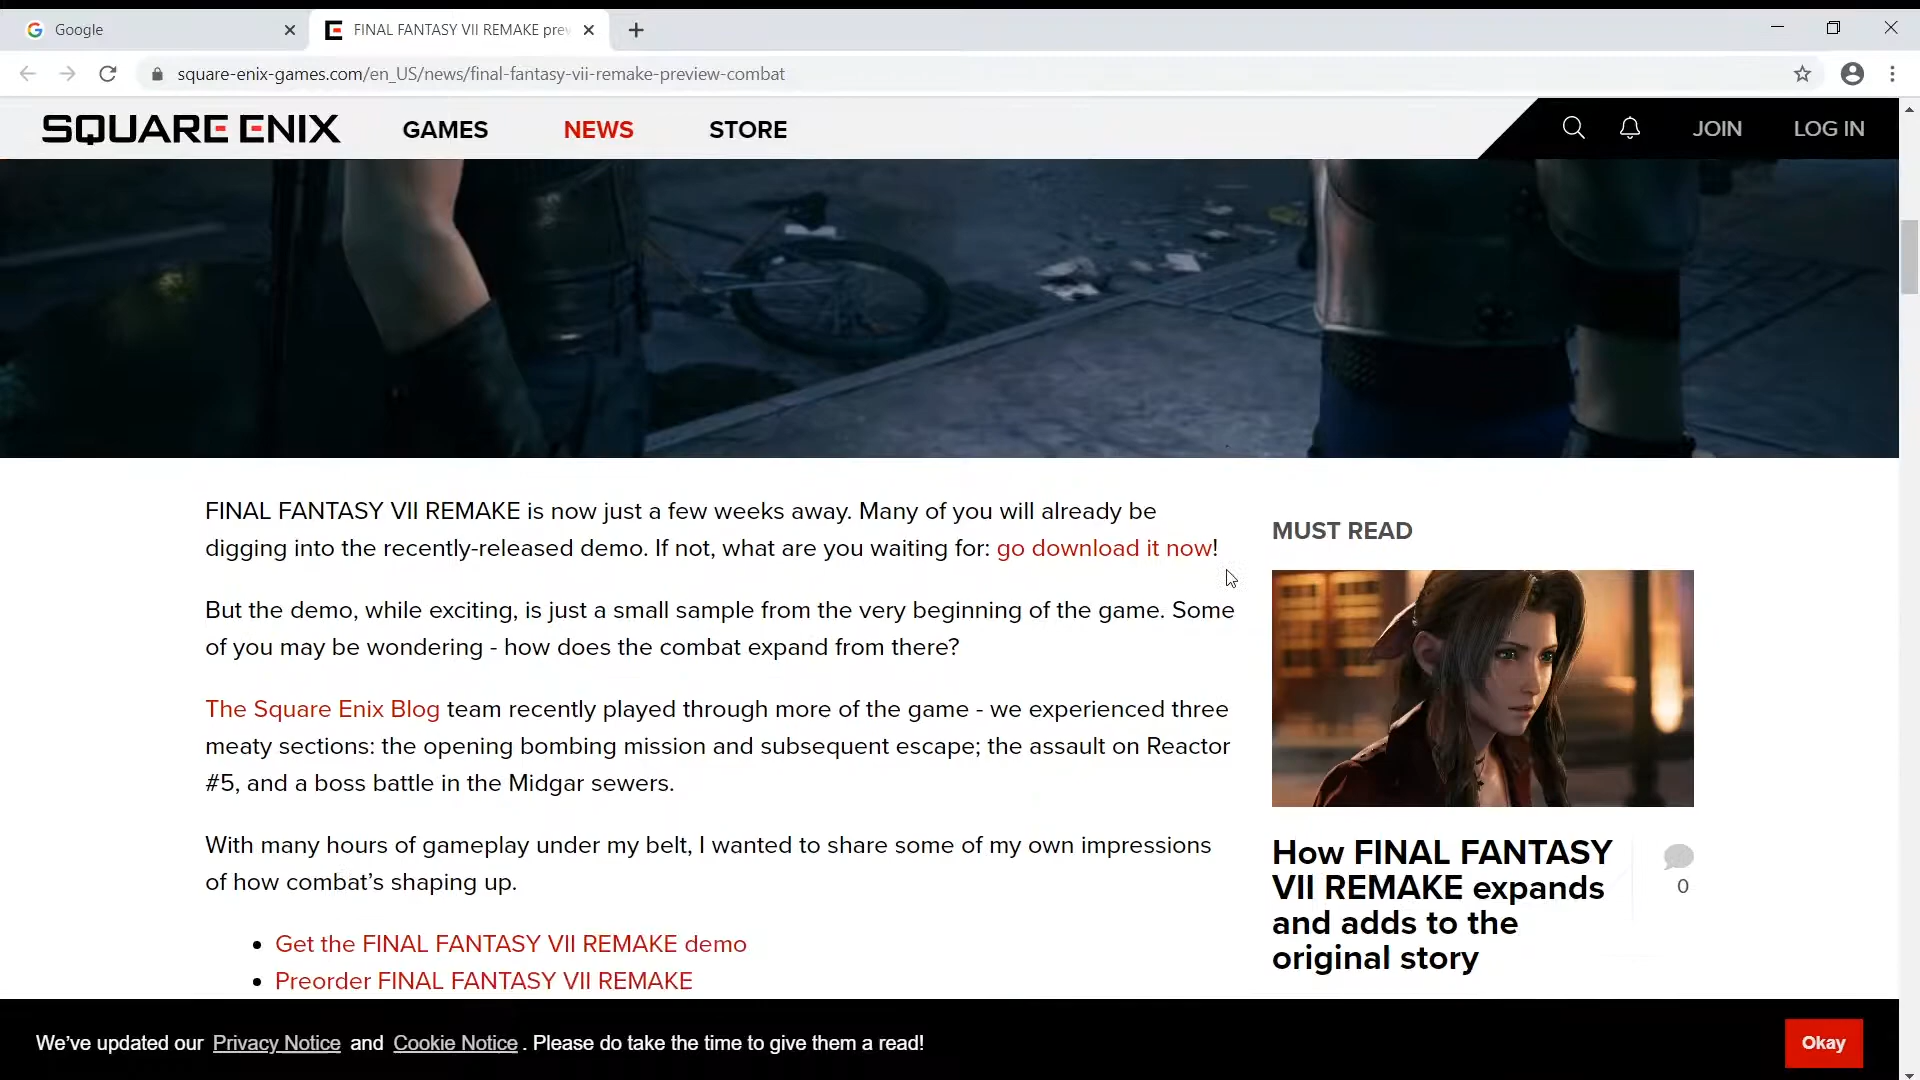 Google
FINAL FANTASY VII REMAKE prev
square-enix-games.com/en_US/news/final-fantasy-vii-remake-preview-combat
SQUARE ENIX GAMES NEWS STORE JOIN LOG IN
FINAL FANTASY VII REMAKE is now just a few weeks away. Many of you will already be
digging into the recently-released demo. If not, what are you waiting for: go download it now!
But the demo, while exciting, is just a small sample from the very beginning of the game. Some
of you may be wondering - how does the combat expand from there?
The Square Enix Blog team recently played through more of the game - we experienced three
meaty sections: the opening bombing mission and subsequent escape; the assault on Reactor
#5, and a boss battle in the Midgar sewers.
With many hours of gameplay under my belt, I wanted to share some of my own impressions
of how combat's shaping up.
• Get the FINAL FANTASY VII REMAKE demo
• Preorder FINAL FANTASY VII REMAKE
MUST READ
How FINAL FANTASY
VII REMAKE expands
and adds to the
original story
0
We've updated our Privacy Notice and Cookie Notice . Please do take the time to give them a read!
Okay